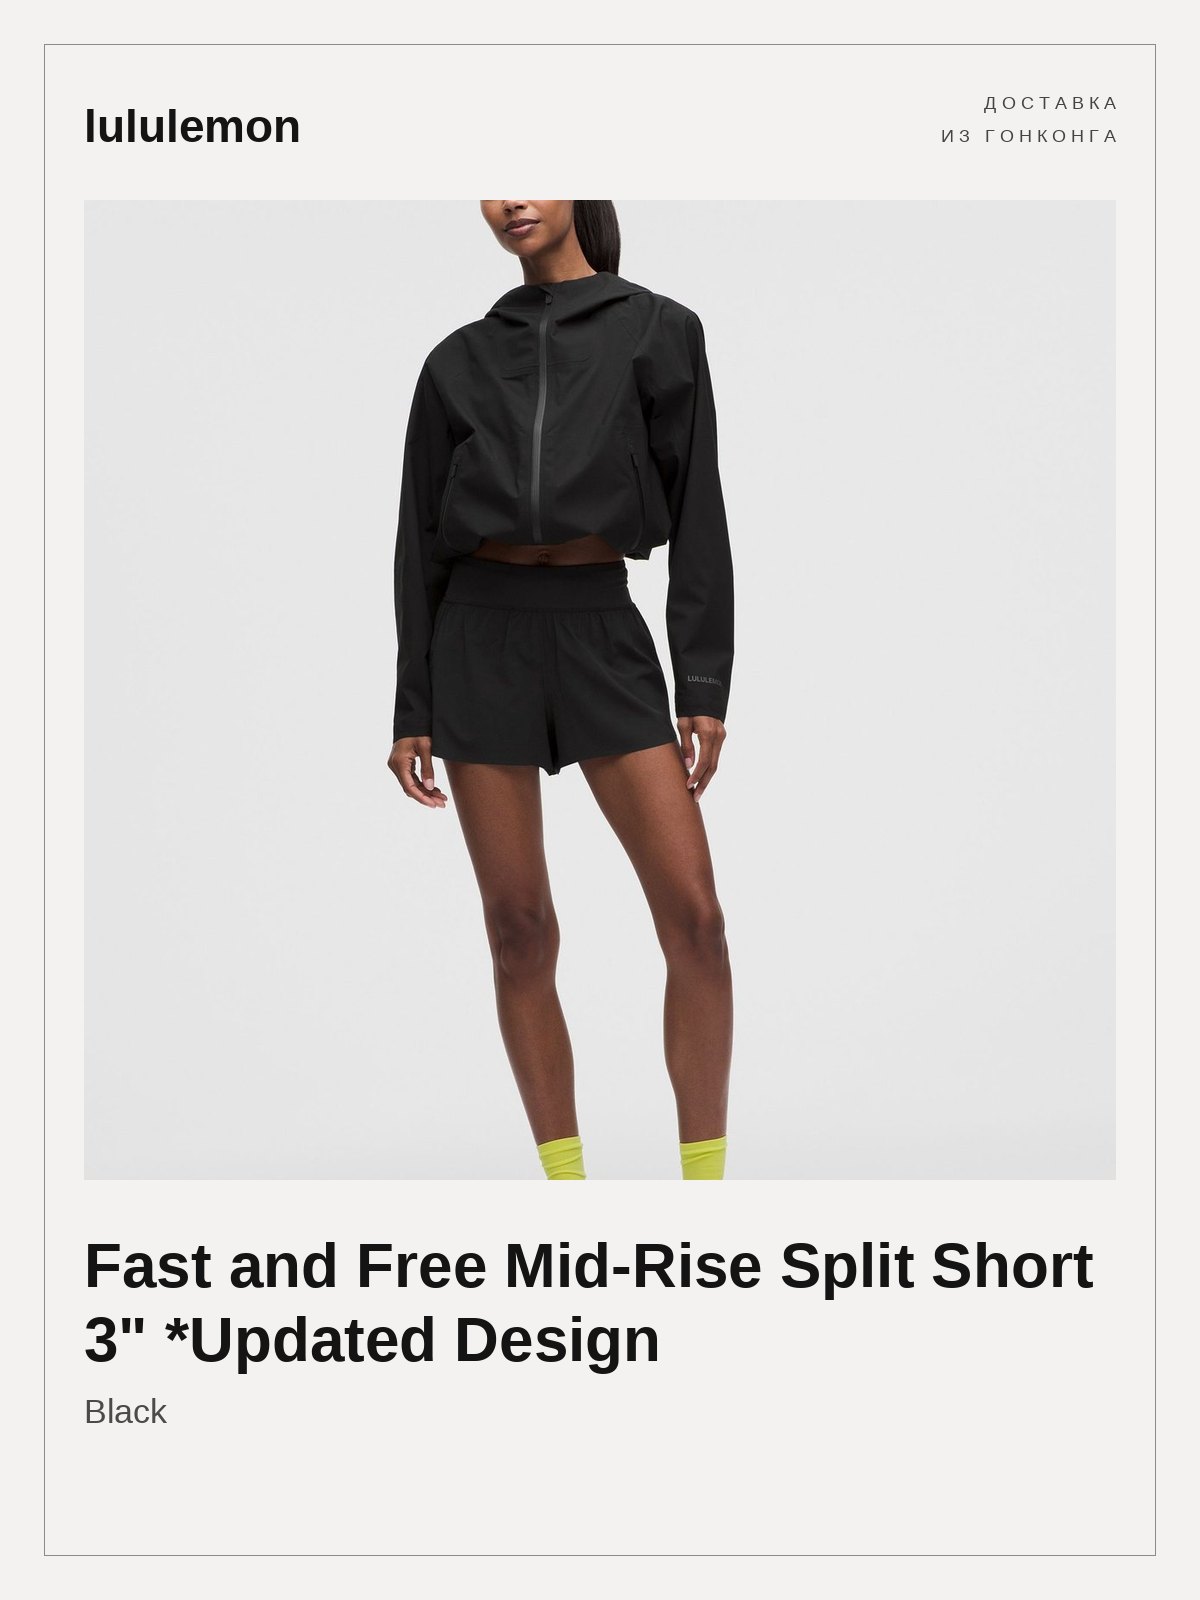 lululemon
ДОСТАВКА
ИЗ ГОНКОНГА
Fast and Free Mid-Rise Split Short
3" *Updated Design
Black